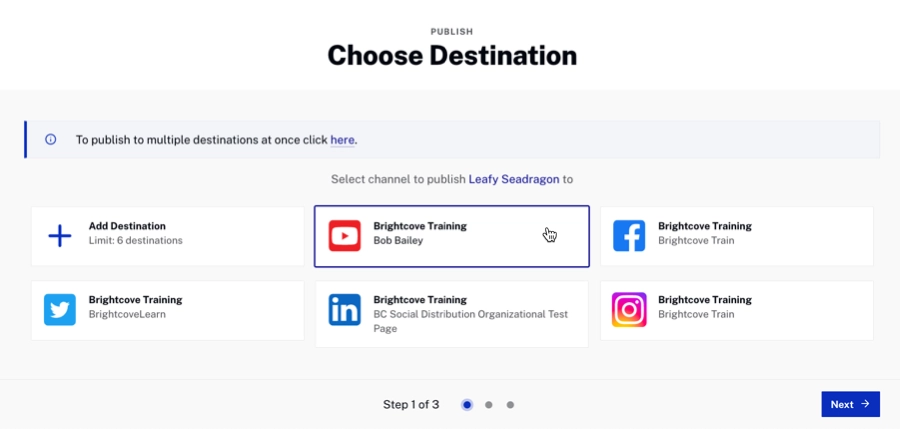 PUBLISH
Choose Destination
To publish to multiple destinations at once click here.
Select channel to publish Leafy Seadragon to
Add Destination
Limit: 6 destinations
Brightcove Training
Bob Bailey
Brightcove Training
Brightcove Train
Brightcove Training
BrightcoveLearn
Brightcove Training
BC Social Distribution Organizational Test
Page
Brightcove Training
Brightcove Train
Step 1 of 3
Next